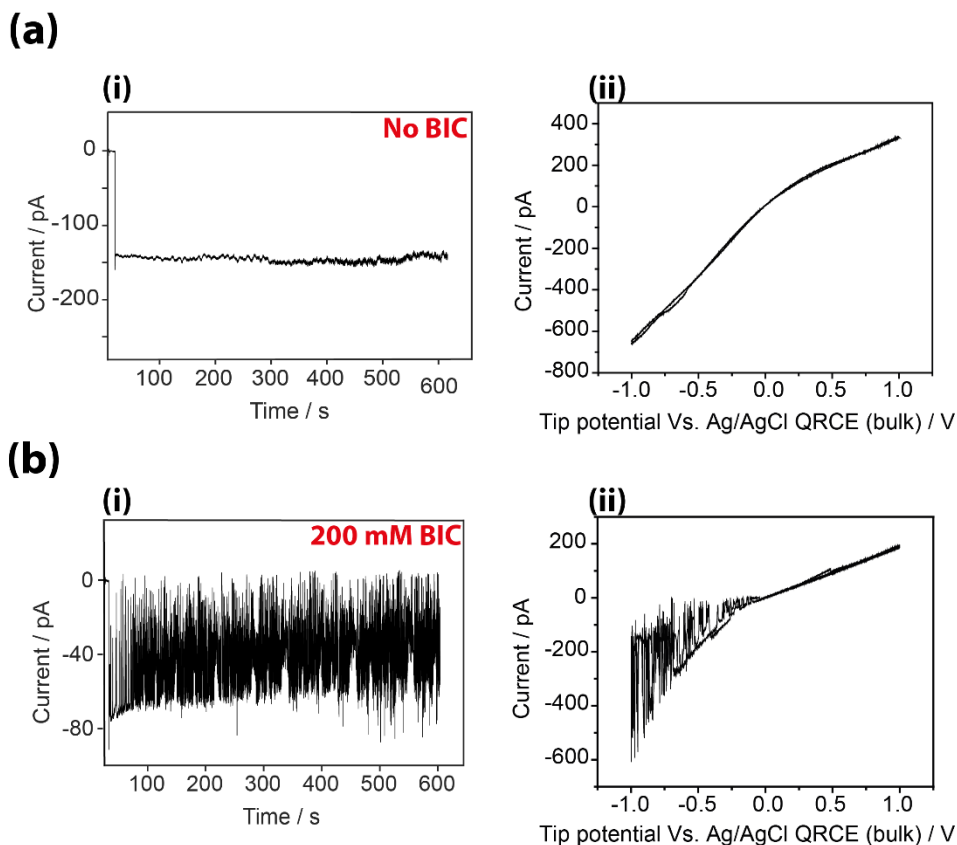 (a)
(i)
No BIC
0
-100
-200
Current / pA
100 200 300 400 500 600
Time / s
(ii)
400
200
0
-200
-400
-600
-800
Current / pA
-1.0 -0.5 0.0 0.5 1.0
Tip potential Vs. Ag/AgCl QRCE (bulk) / V
(b)
(i)
200 mM BIC
0
-40
-80
Current / pA
100 200 300 400 500 600
Time / s
(ii)
200
0
-200
-400
-600
Current / pA
-1.0 -0.5 0.0 0.5 1.0
Tip potential Vs. Ag/AgCl QRCE (bulk) / V